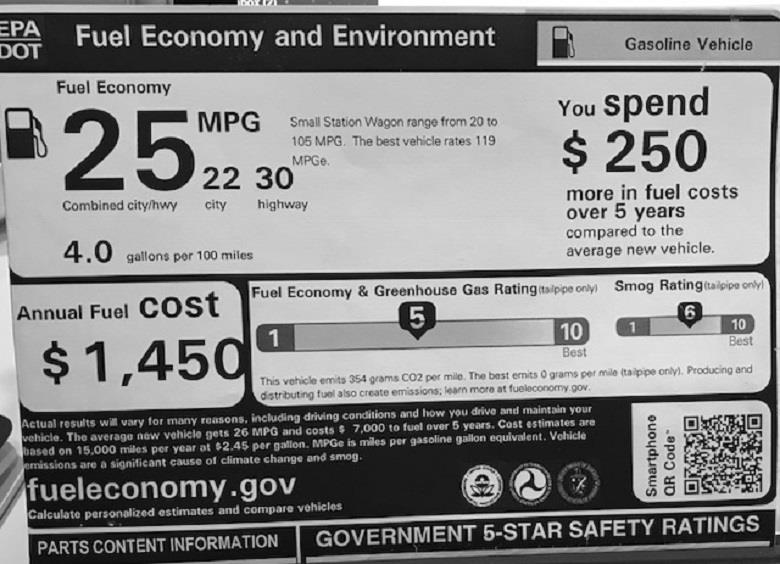 EPA
DOT
Fuel Economy and Environment
Gasoline Vehicle
Fuel Economy
25 MPG
22 30
Combined city/hwy city highway
4.0 gallons per 100 miles
Small Station Wagon range from 20 to
105 MPG. The best vehicle rates 119
MPGe.
You spend
$ 250
more in fuel costs
over 5 years
compared to the
average new vehicle.
Annual Fuel COST
$ 1,450
Fuel Economy & Greenhouse Gas Rating (tailpipe only)
1 5 10
Best
Smog Rating (tailpipe only)
1 6 10
Best
This vehicle emits 354 grams CO2 per mile. The best emits 0 grams per mile (tailpipe only). Producing and
distributing fuel also create emissions; learn more at fueleconomy.gov.
Actual results will vary for many reasons, including driving conditions and how you drive and maintain your
vehicle. The average new vehicle gets 26 MPG and costs $ 7,000 to fuel over 5 years. Cost estimates are
based on 15,000 miles per year at $2.45 per gallon. MPGe is miles per gasoline gallon equivalent. Vehicle
emissions are a significant cause of climate change and smog.
fueleconomy.gov
Calculate personalized estimates and compare vehicles
Smartphone
QR Code™
PARTS CONTENT INFORMATION
GOVERNMENT 5-STAR SAFETY RATINGS